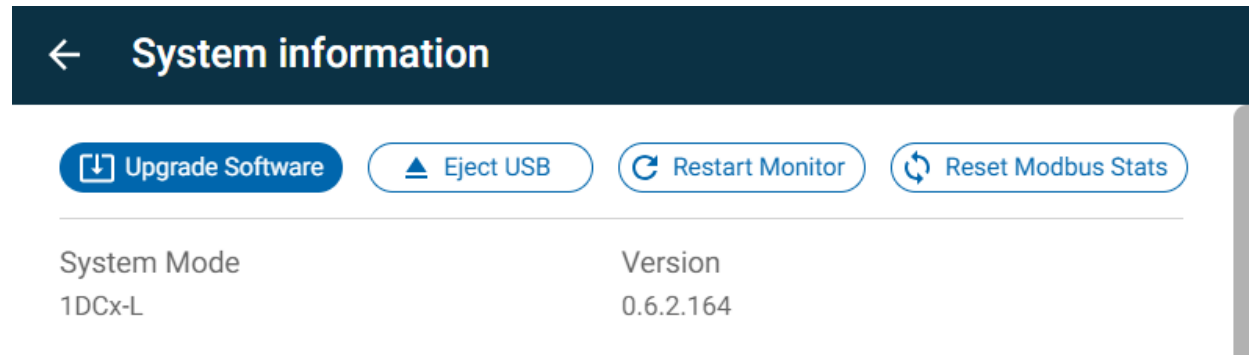 System information
Upgrade Software Eject USB Restart Monitor Reset Modbus Stats
System Mode Version
1DCx-L 0.6.2.164